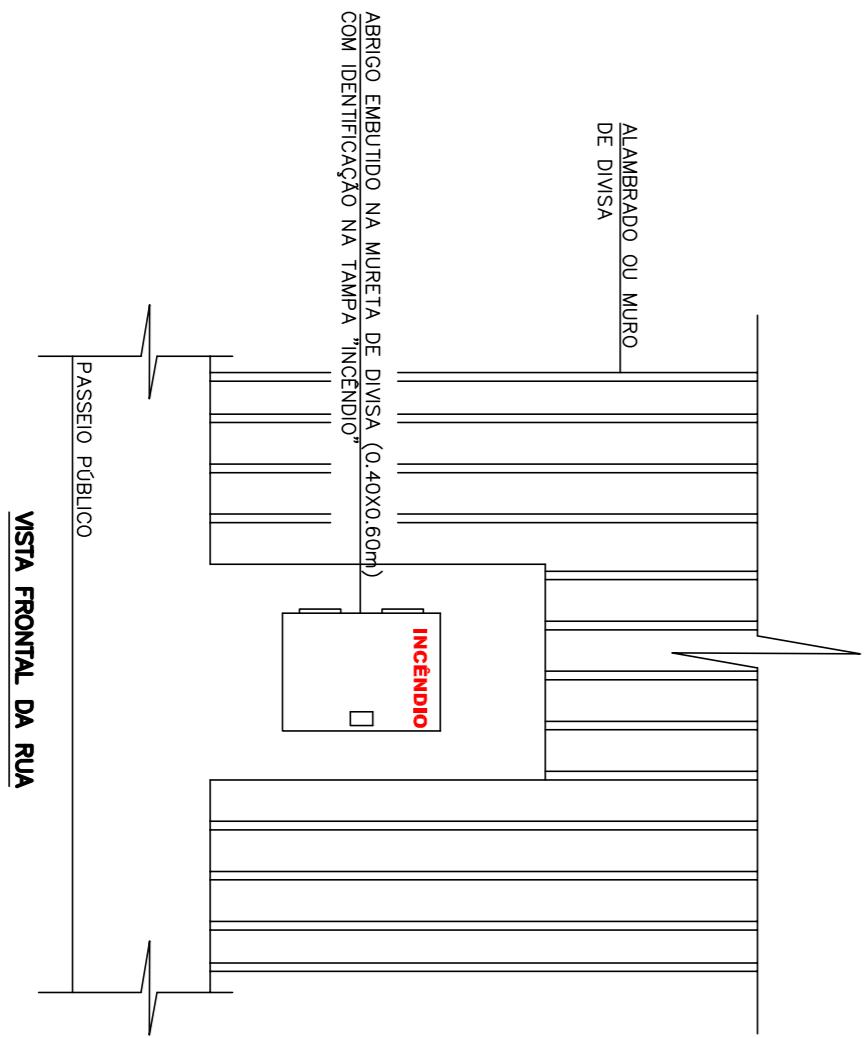 ALAMBRADO OU MURO
DE DIVISA
ABRIGO EMBUTIDO NA MURETA DE DIVISA (0.40X0.60m)
COM IDENTIFICAÇÃO NA TAMPA "INCÊNDIO"
INCÊNDIO
PASSEIO PÚBLICO
VISTA FRONTAL DA RUA